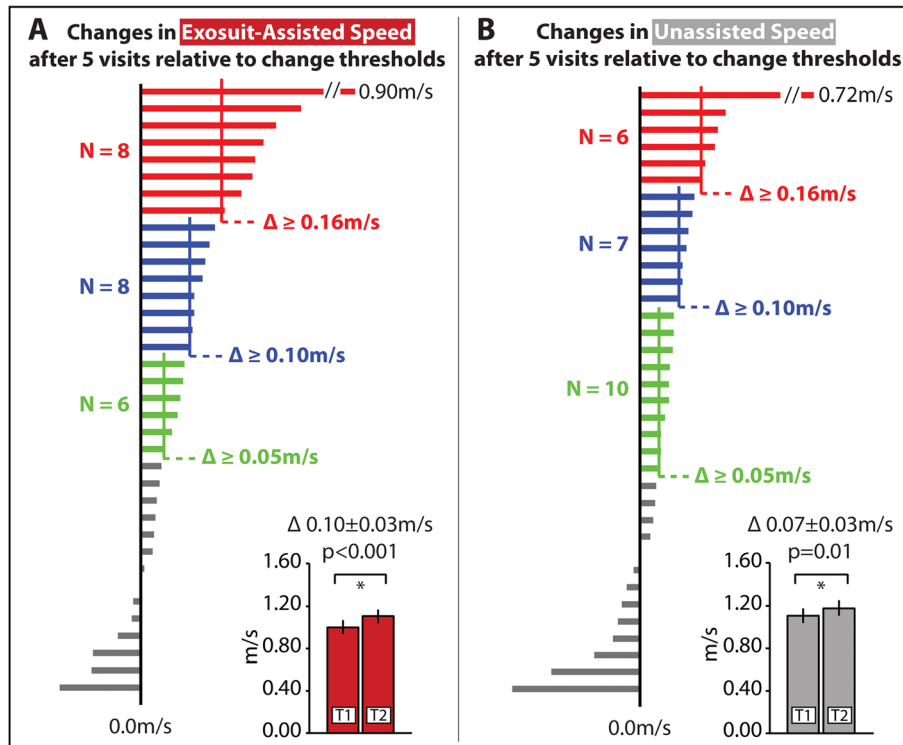 A Changes in Exosuit-Assisted Speed
after 5 visits relative to change thresholds
// 0.90m/s
N = 8
Δ ≥ 0.16m/s
N = 8
Δ ≥ 0.10m/s
N = 6
Δ ≥ 0.05m/s
Δ 0.10±0.03m/s
p<0.001
1.60
*
1.20
m/s
0.80
0.40
0.00
T1 T2
0.0m/s
B Changes in Unassisted Speed
after 5 visits relative to change thresholds
// 0.72m/s
N = 6
Δ ≥ 0.16m/s
N = 7
Δ ≥ 0.10m/s
N = 10
Δ ≥ 0.05m/s
Δ 0.07±0.03m/s
p=0.01
1.60
*
1.20
m/s
0.80
0.40
0.00
T1 T2
0.0m/s